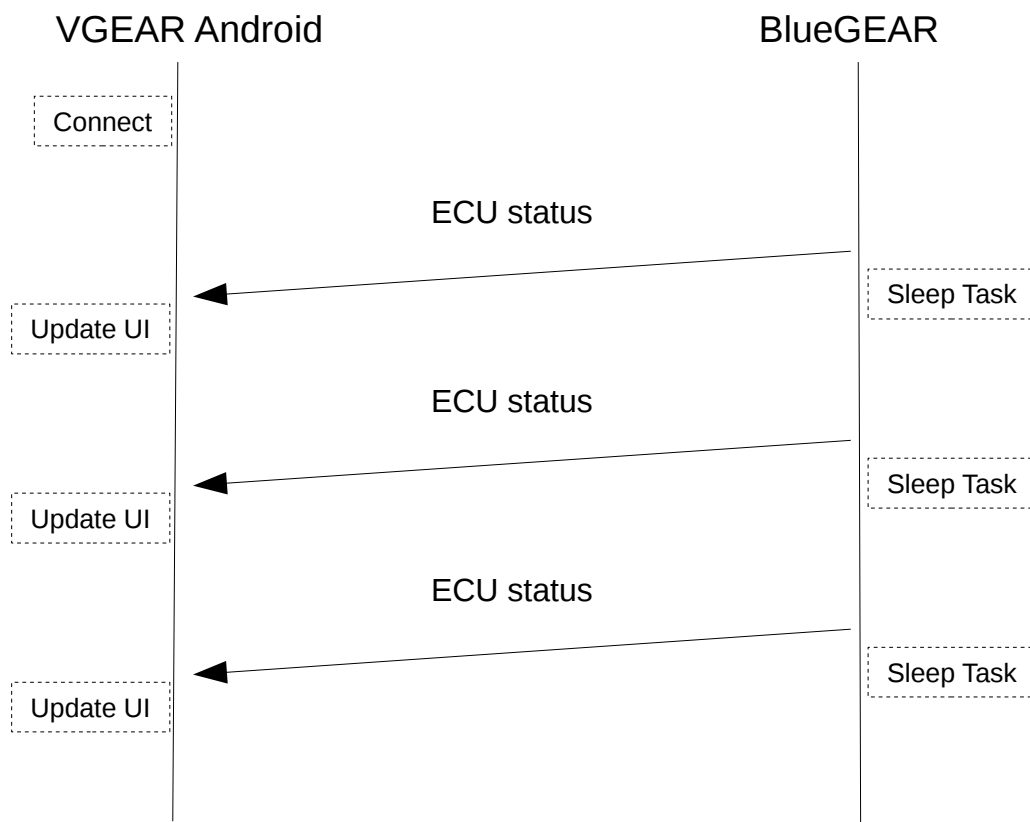 VGEAR Android
BlueGEAR
Connect
ECU status
Sleep Task
Update UI
ECU status
Sleep Task
Update UI
ECU status
Sleep Task
Update UI